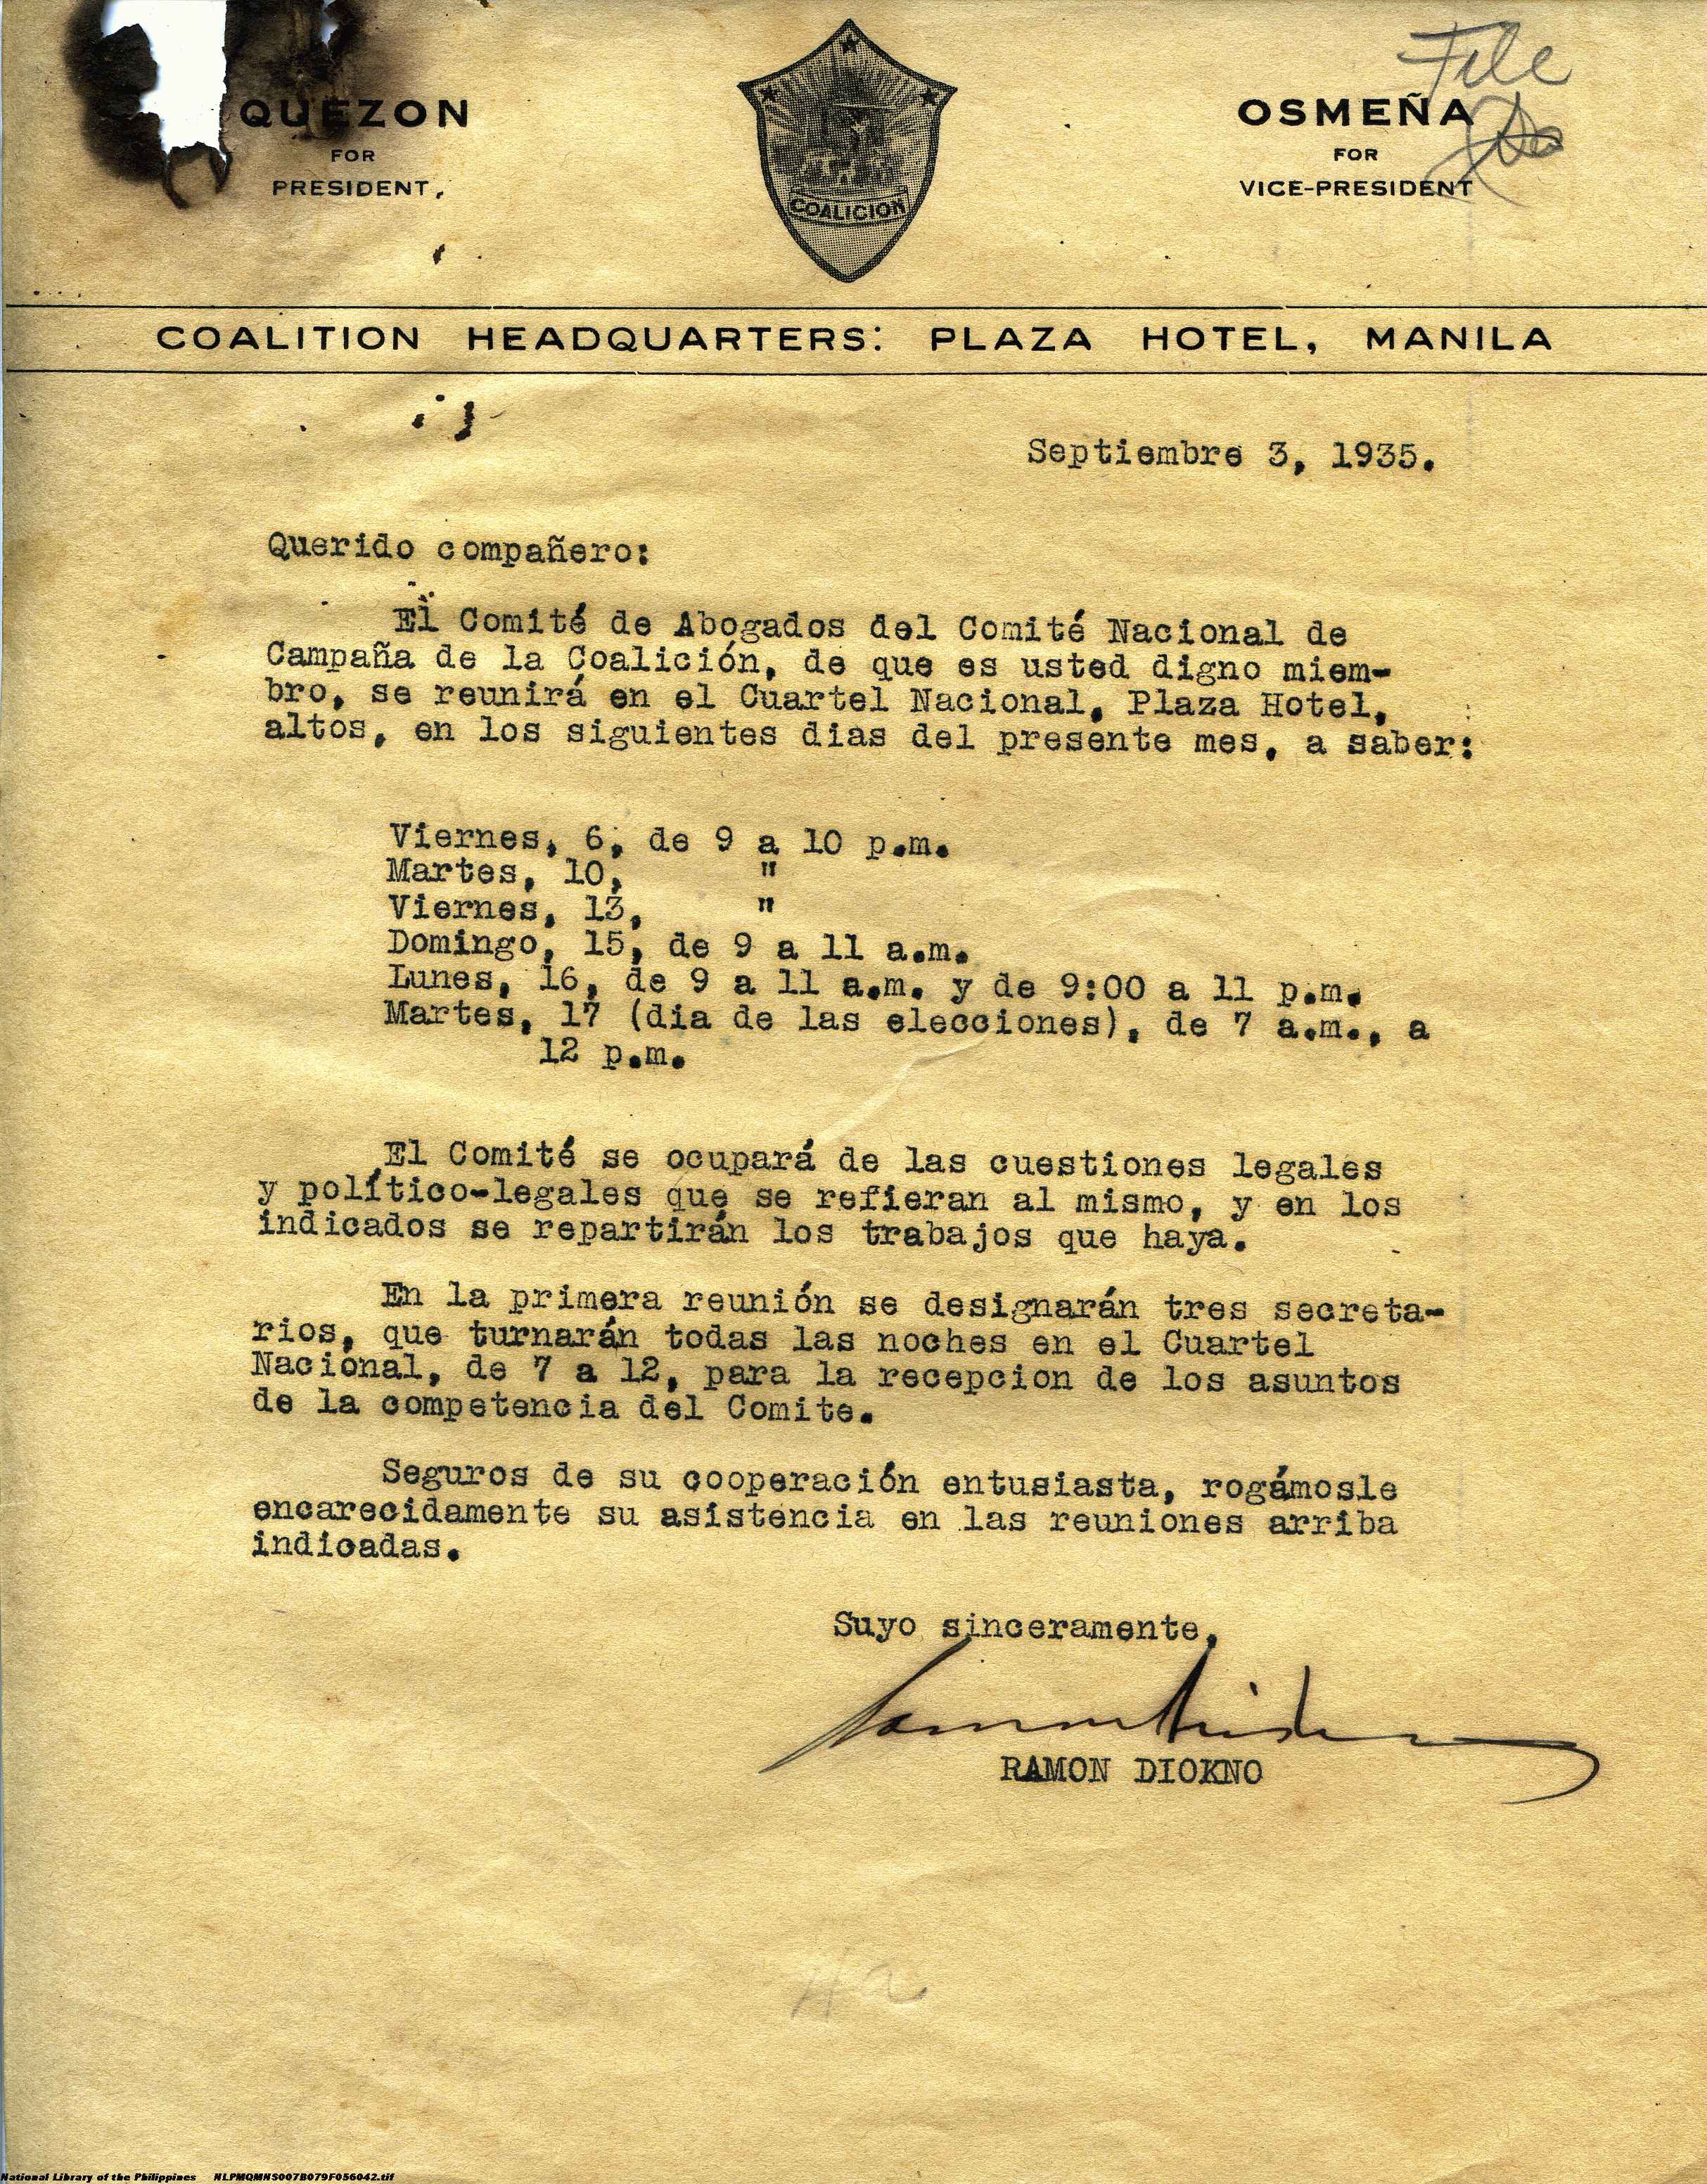 File
QUEZON
FOR
PRESIDENT
COALICION
OSMEÑA
FOR
VICE-PRESIDENT
COALITION HEADQUARTERS: PLAZA HOTEL, MANILA
Septiembre 3, 1935.
Querido compañero:
El Comité de Abogados del Comité Nacional de
Campaña de la Coalición, de que es usted digno miem-
bro, se reunirá en el Cuartel Nacional, Plaza Hotel,
altos, en los siguientes dias del presente mes, a saber:
Viernes, 6, de 9 a 10 p.m.
Martes, 10, "
Viernes, 13, "
Domingo, 15, de 9 a 11 a.m.
Lunes, 16, de 9 a 11 a.m. y de 9:00 a 11 p.m.
Martes, 17 (dia de las elecciones), de 7 a.m., a
12 p.m.
El Comité se ocupará de las cuestiones legales
y político-legales que se refieran al mismo, y en los
indicados se repartirán los trabajos que haya.
En la primera reunión se designarán tres secreta-
rios, que turnarán todas las noches en el Cuartel
Nacional, de 7 a 12, para la recepcion de los asuntos
de la competencia del Comite.
Seguros de su cooperación entusiasta, rogámosle
encarecidamente su asistencia en las reuniones arriba
indicadas.
Suyo sinceramente,
RAMON DIOKNO
National Library of the Philippines NLPMQMNS007B079F056042.tif